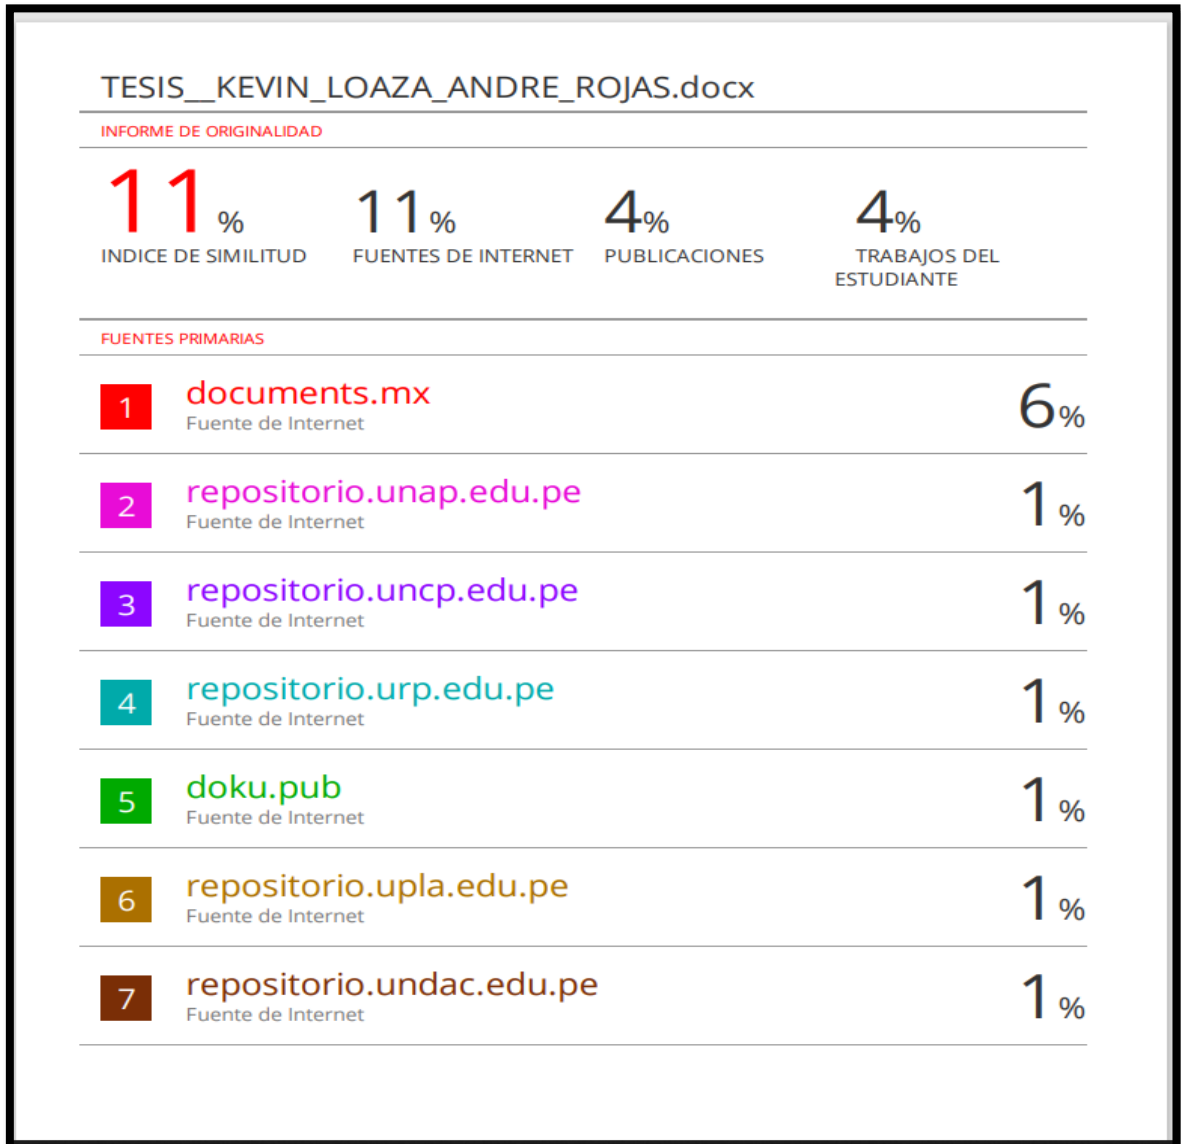 TESIS__KEVIN_LOAZA_ANDRE_ROJAS.docx
INFORME DE ORIGINALIDAD
11% 11% 4% 4%
INDICE DE SIMILITUD FUENTES DE INTERNET PUBLICACIONES TRABAJOS DEL
ESTUDIANTE
FUENTES PRIMARIAS
1 documents.mx 6%
Fuente de Internet
2 repositorio.unap.edu.pe 1%
Fuente de Internet
3 repositorio.uncp.edu.pe 1%
Fuente de Internet
4 repositorio.urp.edu.pe 1%
Fuente de Internet
5 doku.pub 1%
Fuente de Internet
6 repositorio.upla.edu.pe 1%
Fuente de Internet
7 repositorio.undac.edu.pe 1%
Fuente de Internet